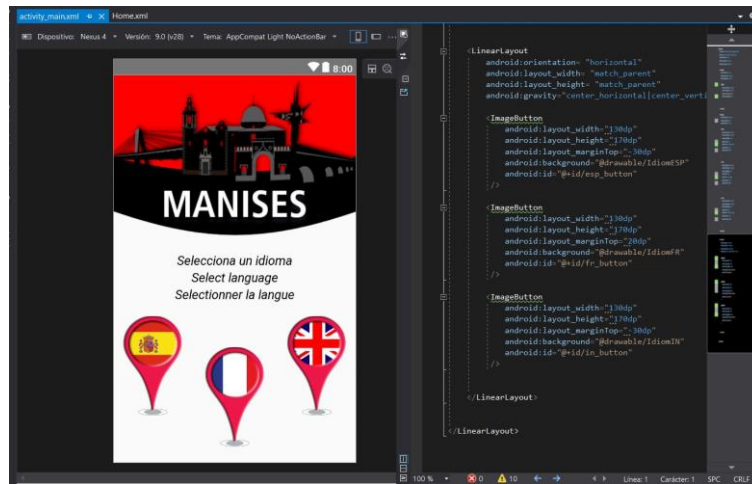 activity_main.xml
Home.xml
Dispositivo: Nexus 4 Versión: 9.0 (v28) Tema: AppCompat Light NoActionBar
8:00
MANISES
Selecciona un idioma
Select language
Selectionner la langue
<LinearLayout
android:orientation= "horizontal"
android:layout_width= "match_parent"
android:layout_height= "match_parent"
android:gravity="center_horizontal|center_verti
<ImageButton
android:layout_width="130dp"
android:layout_height="170dp"
android:layout_marginTop="-30dp"
android:background="@drawable/IdiomESP"
android:id="@+id/esp_button"
/>
<ImageButton
android:layout_width="130dp"
android:layout_height="170dp"
android:layout_marginTop="20dp"
android:background="@drawable/IdiomFR"
android:id="@+id/fr_button"
/>
<ImageButton
android:layout_width="130dp"
android:layout_height="170dp"
android:layout_marginTop="-30dp"
android:background="@drawable/IdiomIN"
android:id="@+id/in_button"
/>
</LinearLayout>
</LinearLayout>
100 % 0 10 Línea: 1 Carácter: 1 SPC CRLF